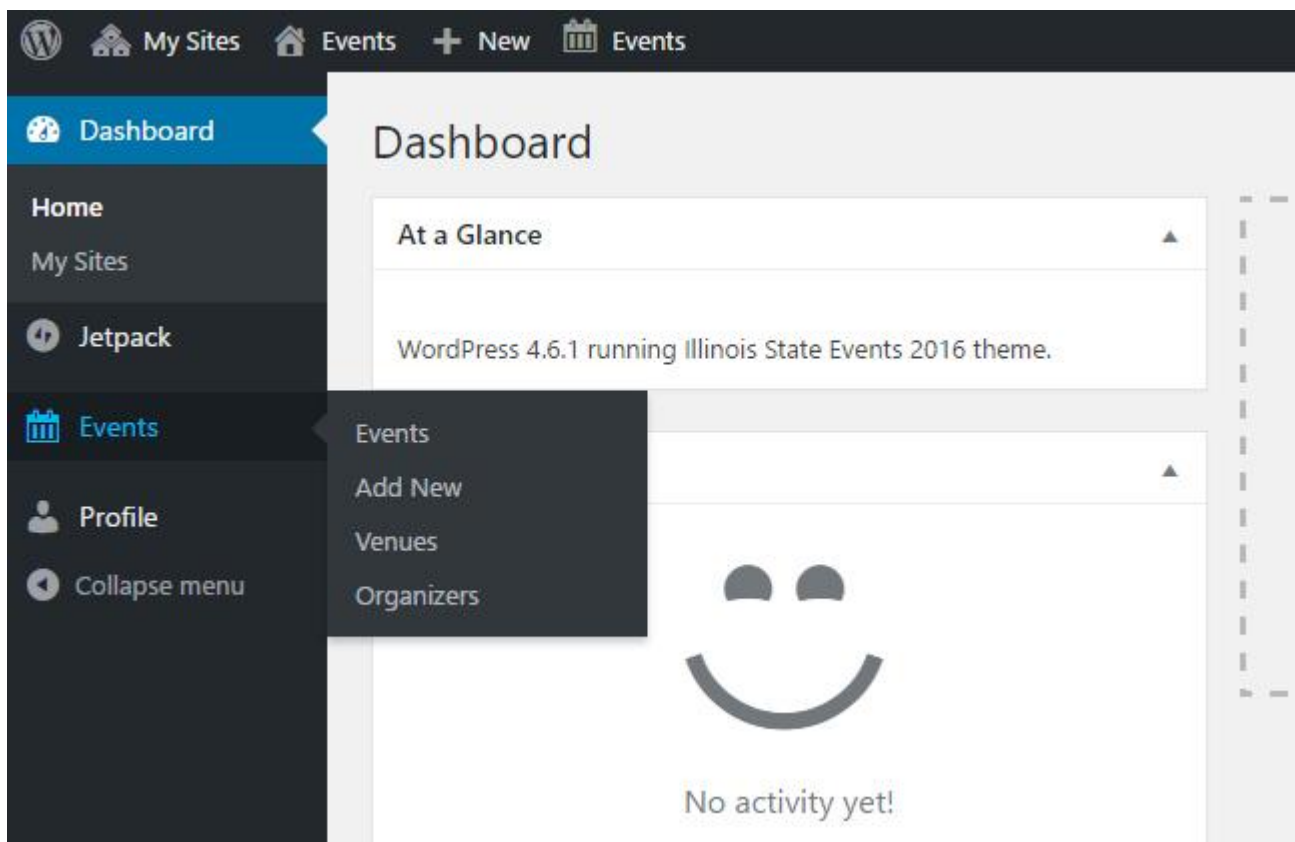 My Sites Events + New Events
Dashboard
Dashboard
Home
At a Glance
My Sites
Jetpack
WordPress 4.6.1 running Illinois State Events 2016 theme.
Events
Events
Add New
Profile
Venues
Collapse menu
Organizers
No activity yet!